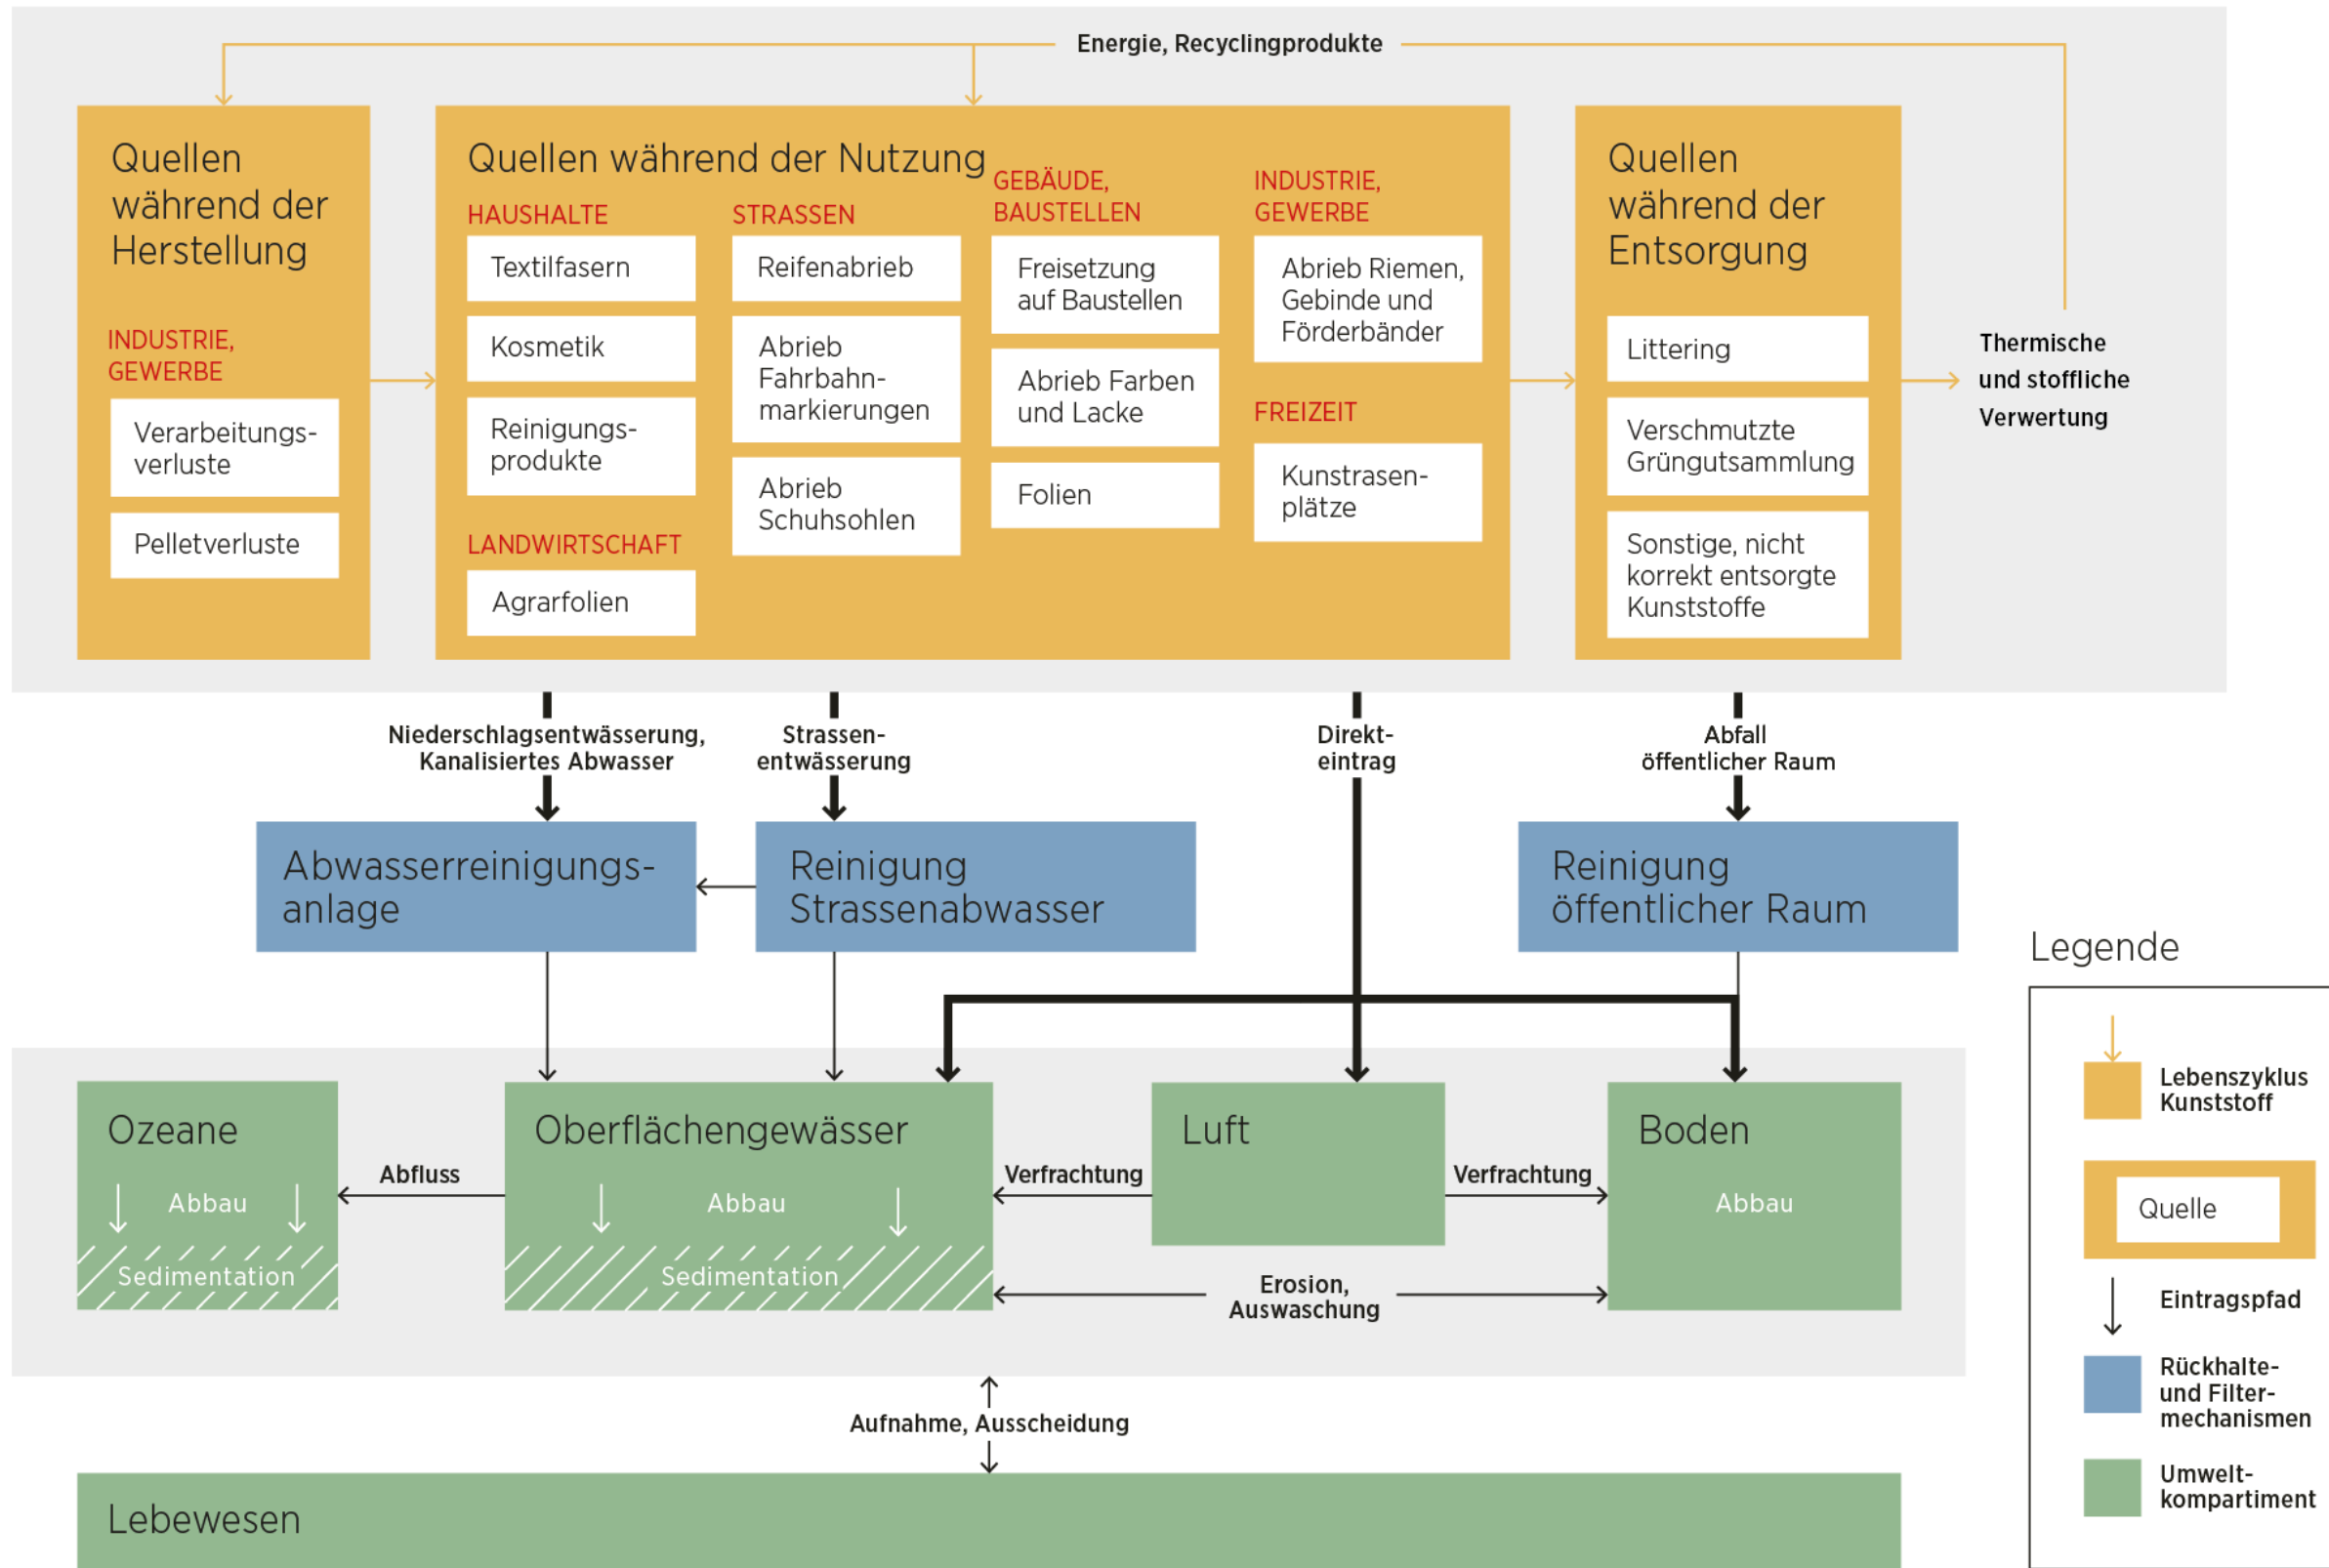 Energie, Recyclingprodukte
Quellen
während der
Herstellung
INDUSTRIE,
GEWERBE
Verarbeitungs-
verluste
Pelletverluste
Quellen während der Nutzung
HAUSHALTE
Textilfasern
Kosmetik
Reinigungs-
produkte
LANDWIRTSCHAFT
Agrarfolien
STRASSEN
Reifenabrieb
Abrieb
Fahrbahn-
markierungen
Abrieb
Schuhsohlen
GEBÄUDE,
BAUSTELLEN
Freisetzung
auf Baustellen
Abrieb Farben
und Lacke
Folien
INDUSTRIE,
GEWERBE
Abrieb Riemen,
Gebinde und
Förderbänder
FREIZEIT
Kunstrasen-
plätze
Quellen
während der
Entsorgung
Littering
Verschmutzte
Grüngutsammlung
Sonstige, nicht
korrekt entsorgte
Kunststoffe
Thermische
und stoffliche
Verwertung
Niederschlagsentwässerung,
Kanalisiertes Abwasser
Strassen-
entwässerung
Direkt-
eintrag
Abfall
öffentlicher Raum
Abwasserreinigungs-
anlage
Reinigung
Strassenabwasser
Reinigung
öffentlicher Raum
Ozeane
Abbau
Sedimentation
Abfluss
Oberflächengewässer
Abbau
Sedimentation
Verfrachtung
Luft
Verfrachtung
Boden
Abbau
Erosion,
Auswaschung
Aufnahme, Ausscheidung
Lebewesen
Legende
Lebenszyklus
Kunststoff
Quelle
Eintragspfad
Rückhalte-
und Filter-
mechanismen
Umwelt-
kompartiment